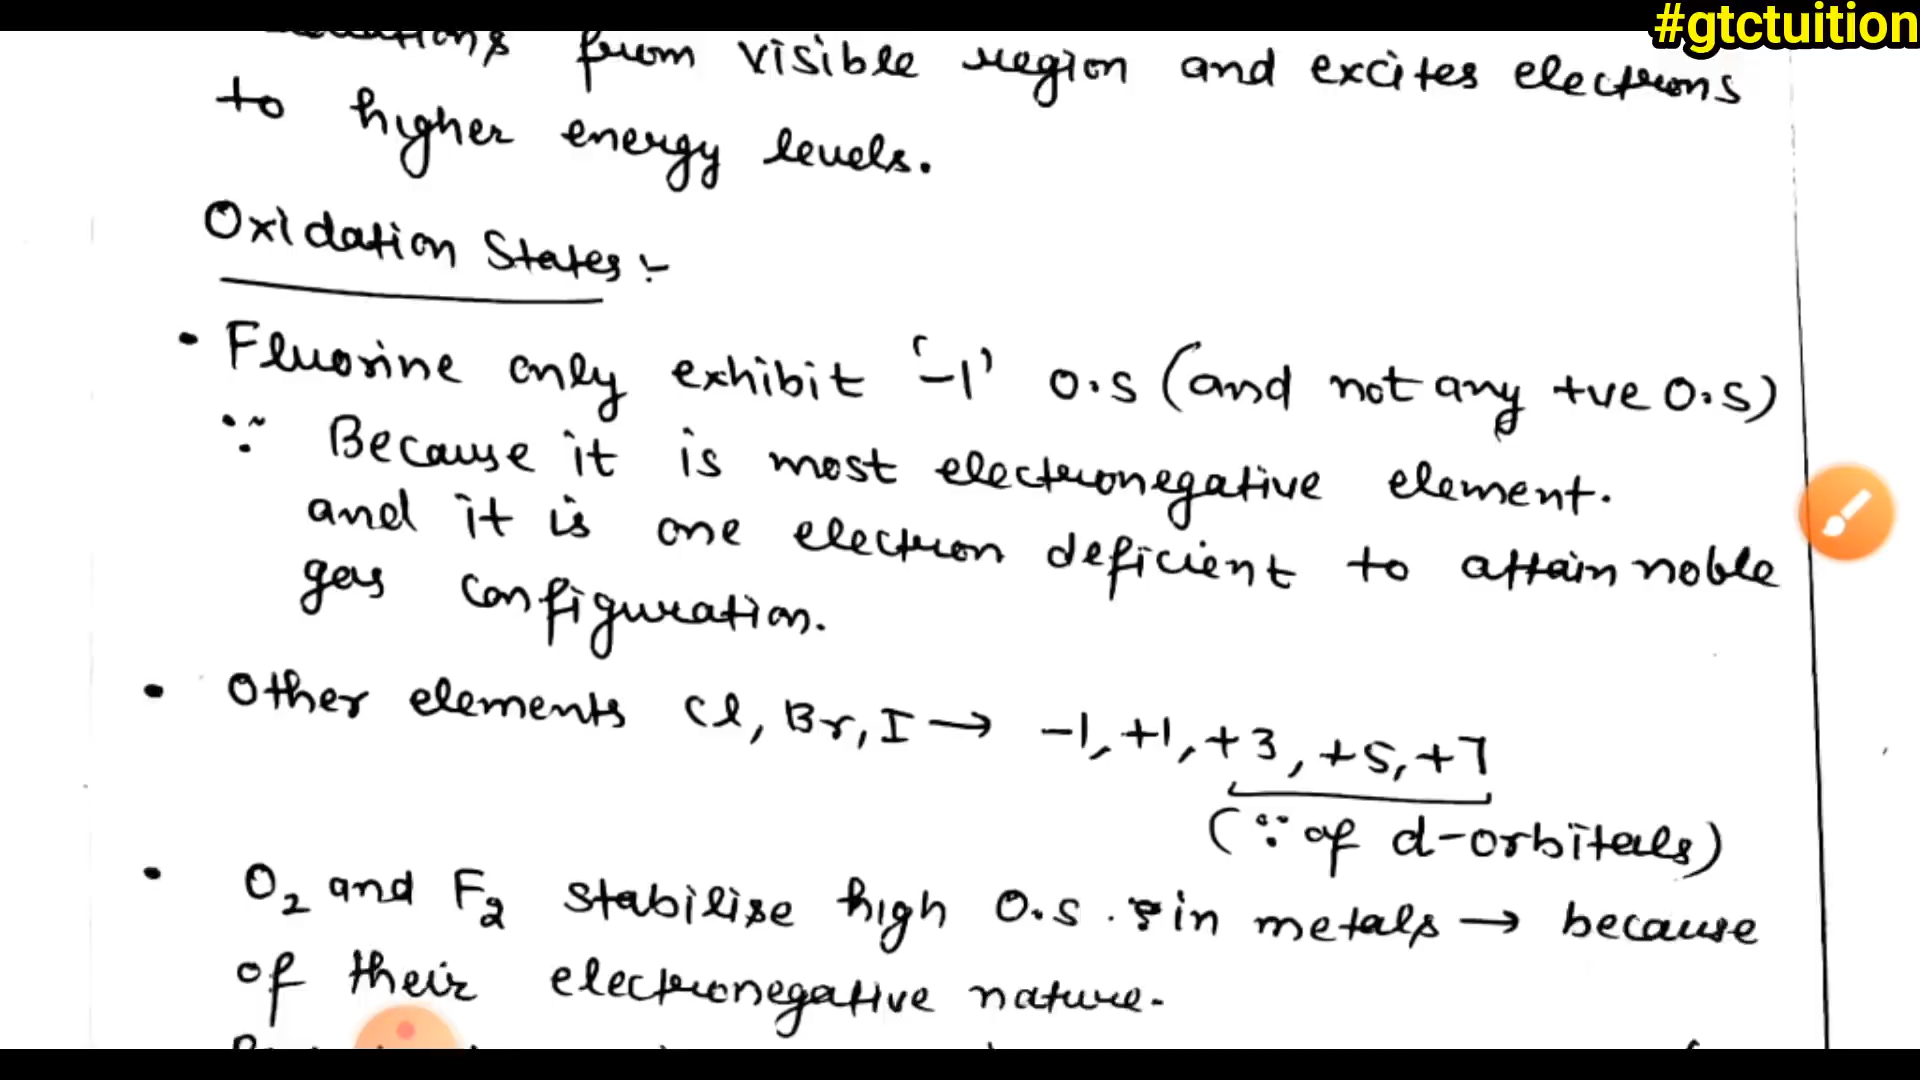 #gtctuition
from visible region and excites electrons
to higher energy levels.
Oxidation States :-
• Fluorine only exhibit '-1' O.S (and not any +ve O.S)
∵ Because it is most electronegative element.
and it is one electron deficient to attain noble
gas configuration.
• Other elements Cl, Br, I → -1, +1, +3, +5, +7
(∵ of d-orbitals)
• O₂ and F₂ stabilise high O.S. in metals → because
of their electronegative nature.